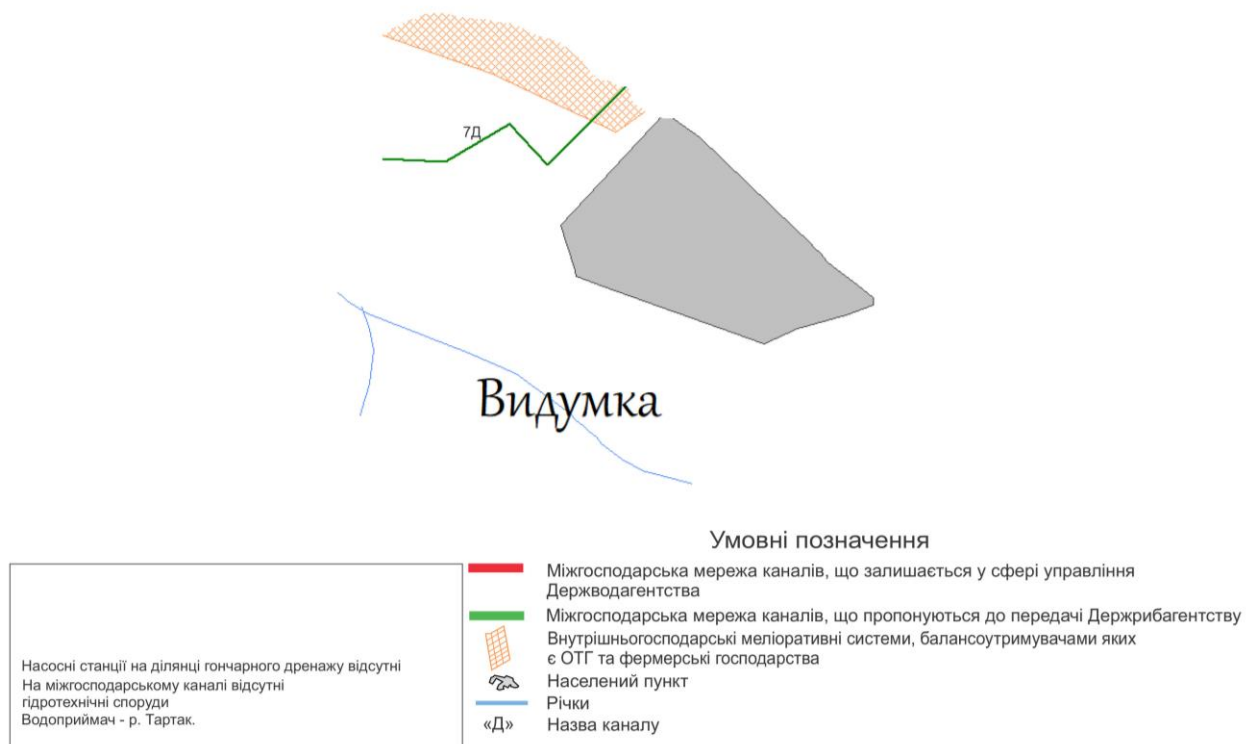 7Д
Видумка
Умовні позначення
Міжгосподарська мережа каналів, що залишається у сфері управління
Держводагентства
Міжгосподарська мережа каналів, що пропонуються до передачі Держрибагентству
Внутрішньогосподарські меліоративні системи, балансоутримувачами яких
є ОТГ та фермерські господарства
Населений пункт
Річки
«Д» Назва каналу
Насосні станції на ділянці гончарного дренажу відсутні
На міжгосподарському каналі відсутні
гідротехнічні споруди
Водоприймач - р. Тартак.